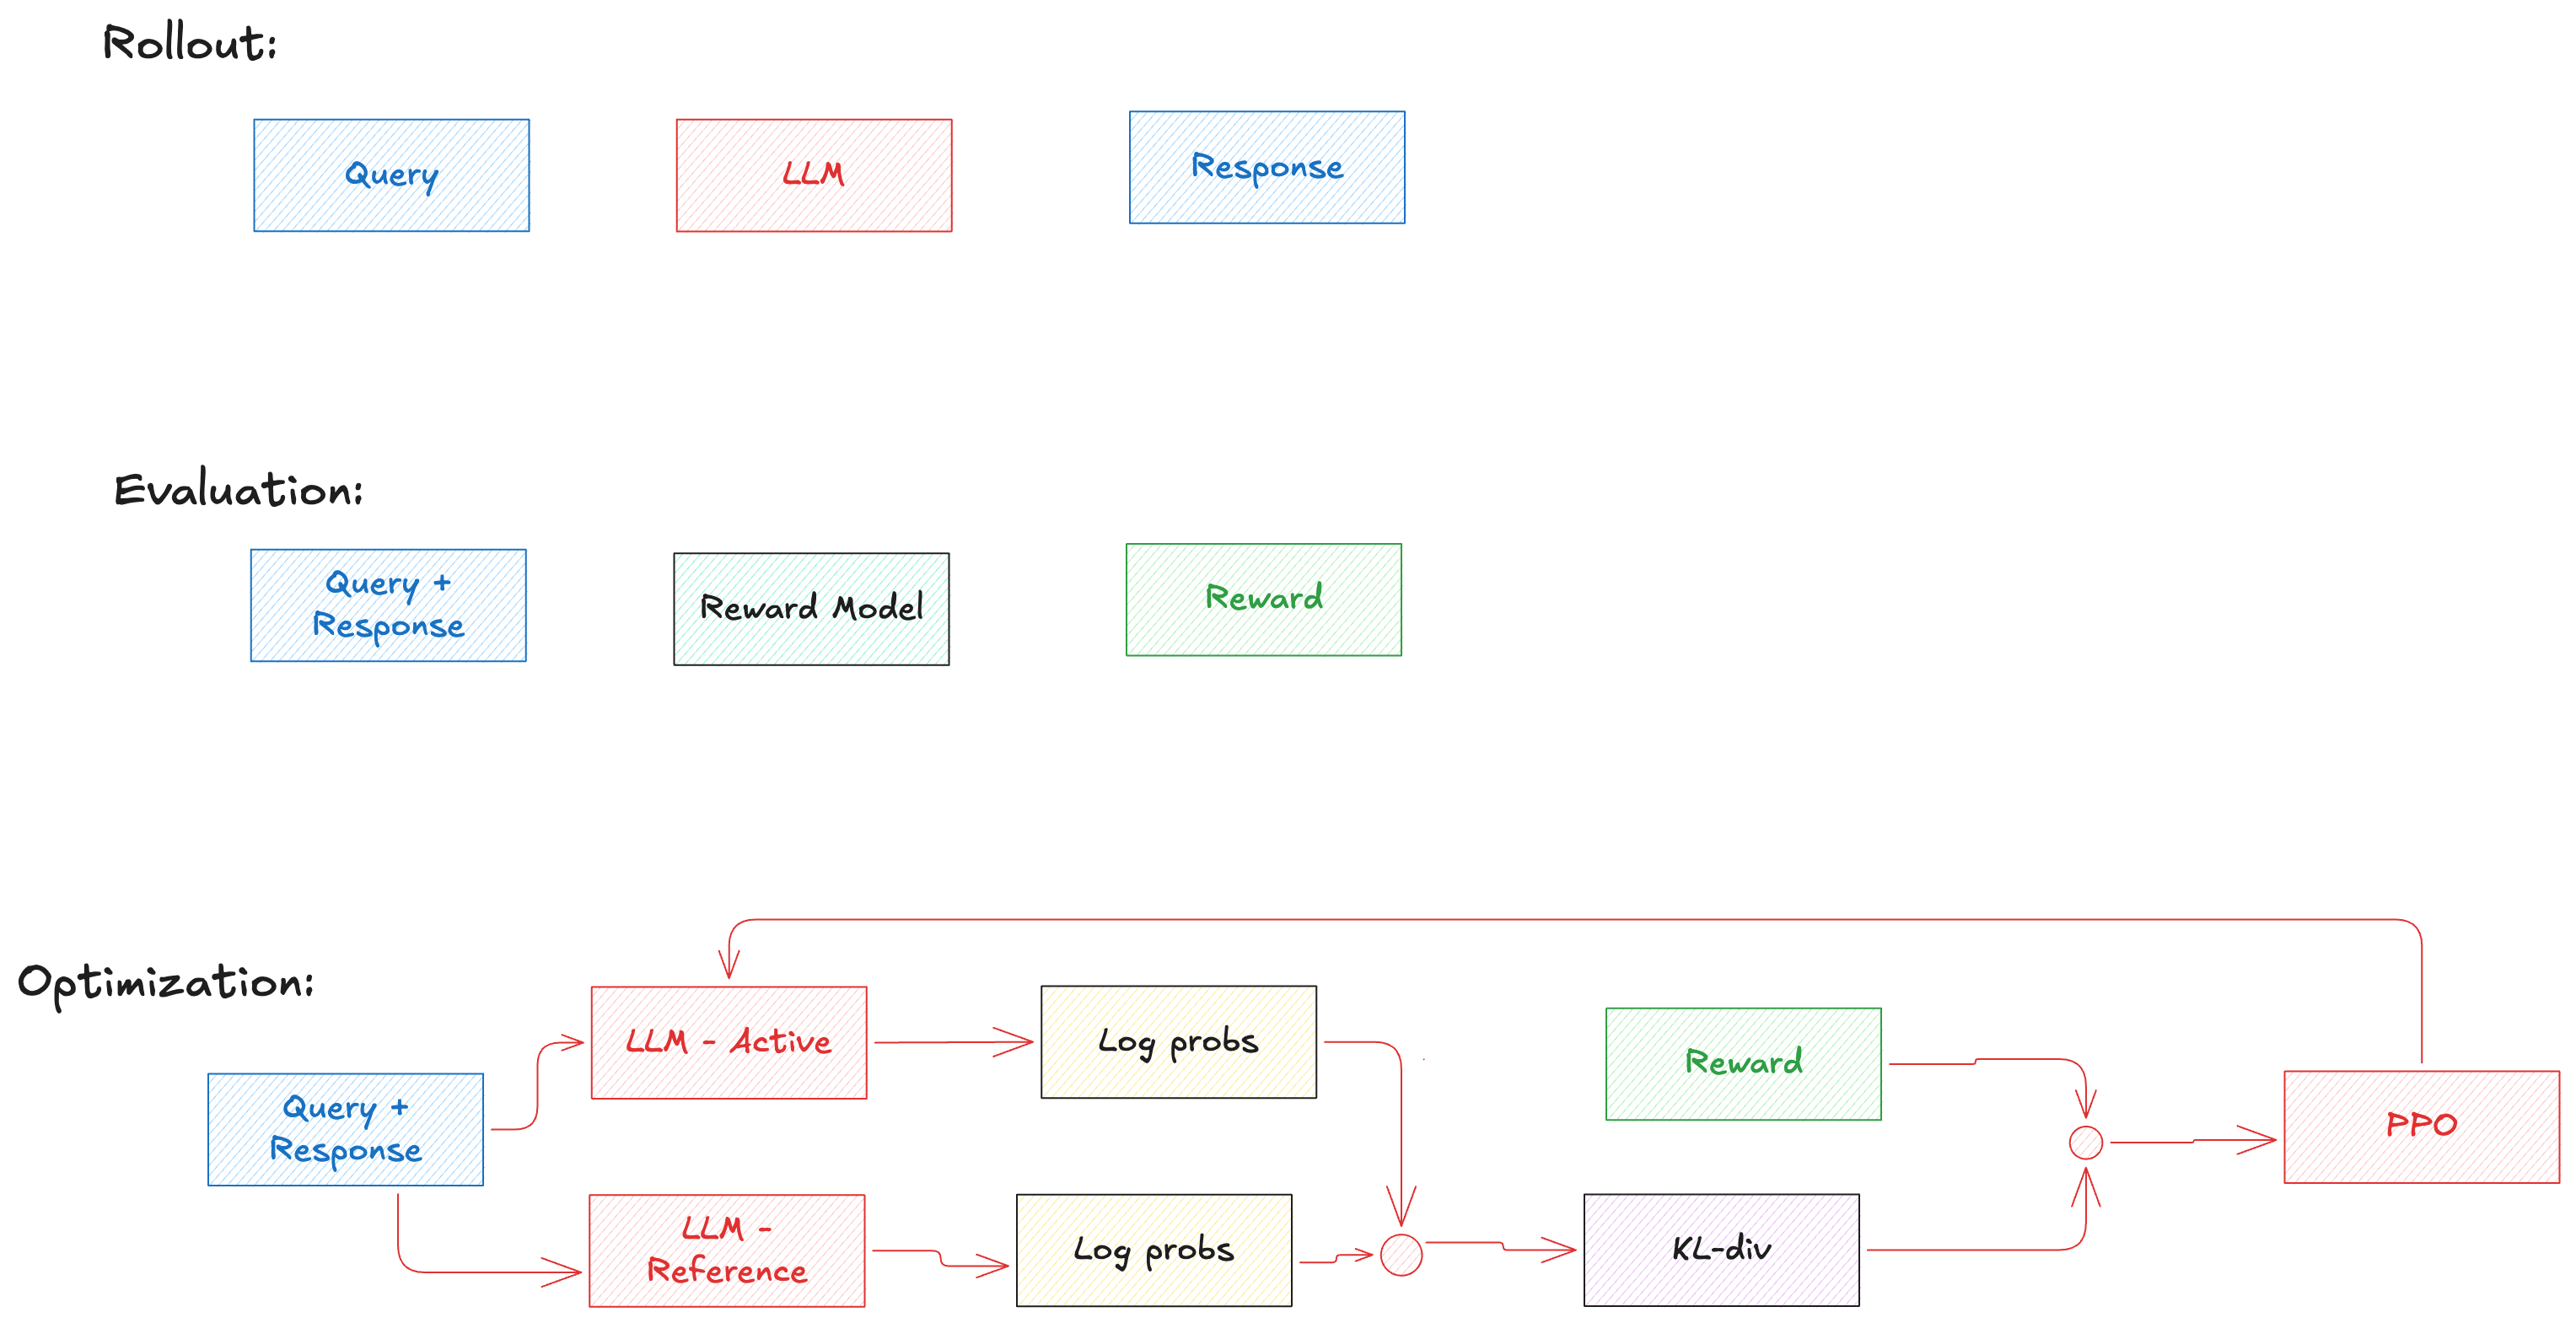 Rollout:
Query
LLM
Response
Evaluation:
Query +
Response
Reward Model
Reward
Optimization:
LLM - Active
Log probs
Reward
Query +
Response
PPO
LLM -
Reference
Log probs
KL-div